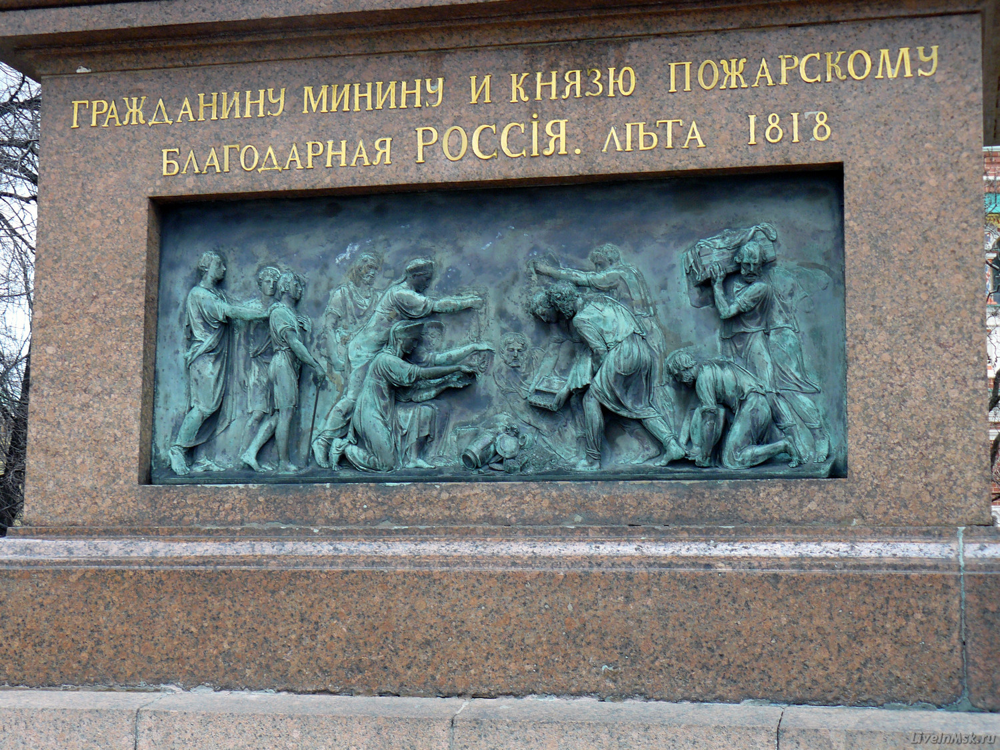 ГРАЖДАНИНУ МИНИНУ И КНЯЗЮ ПОЖАРСКОМУ
БЛАГОДАРНАЯ РОССІЯ. ЛѢТА 1818
LiveInMsk.ru